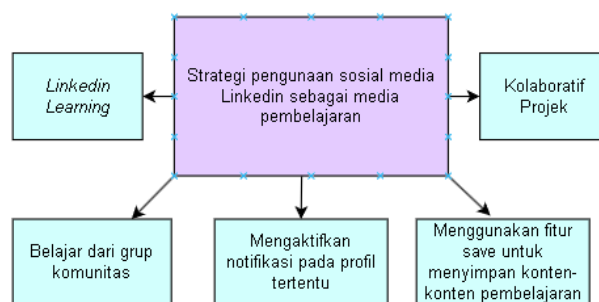 Strategi pengunaan sosial media
Linkedin sebagai media
pembelajaran
Linkedin
Learning
Kolaboratif
Projek
Belajar dari grup
komunitas
Mengaktifkan
notifikasi pada profil
tertentu
Menggunakan fitur
save untuk
menyimpan konten-
konten pembelajaran